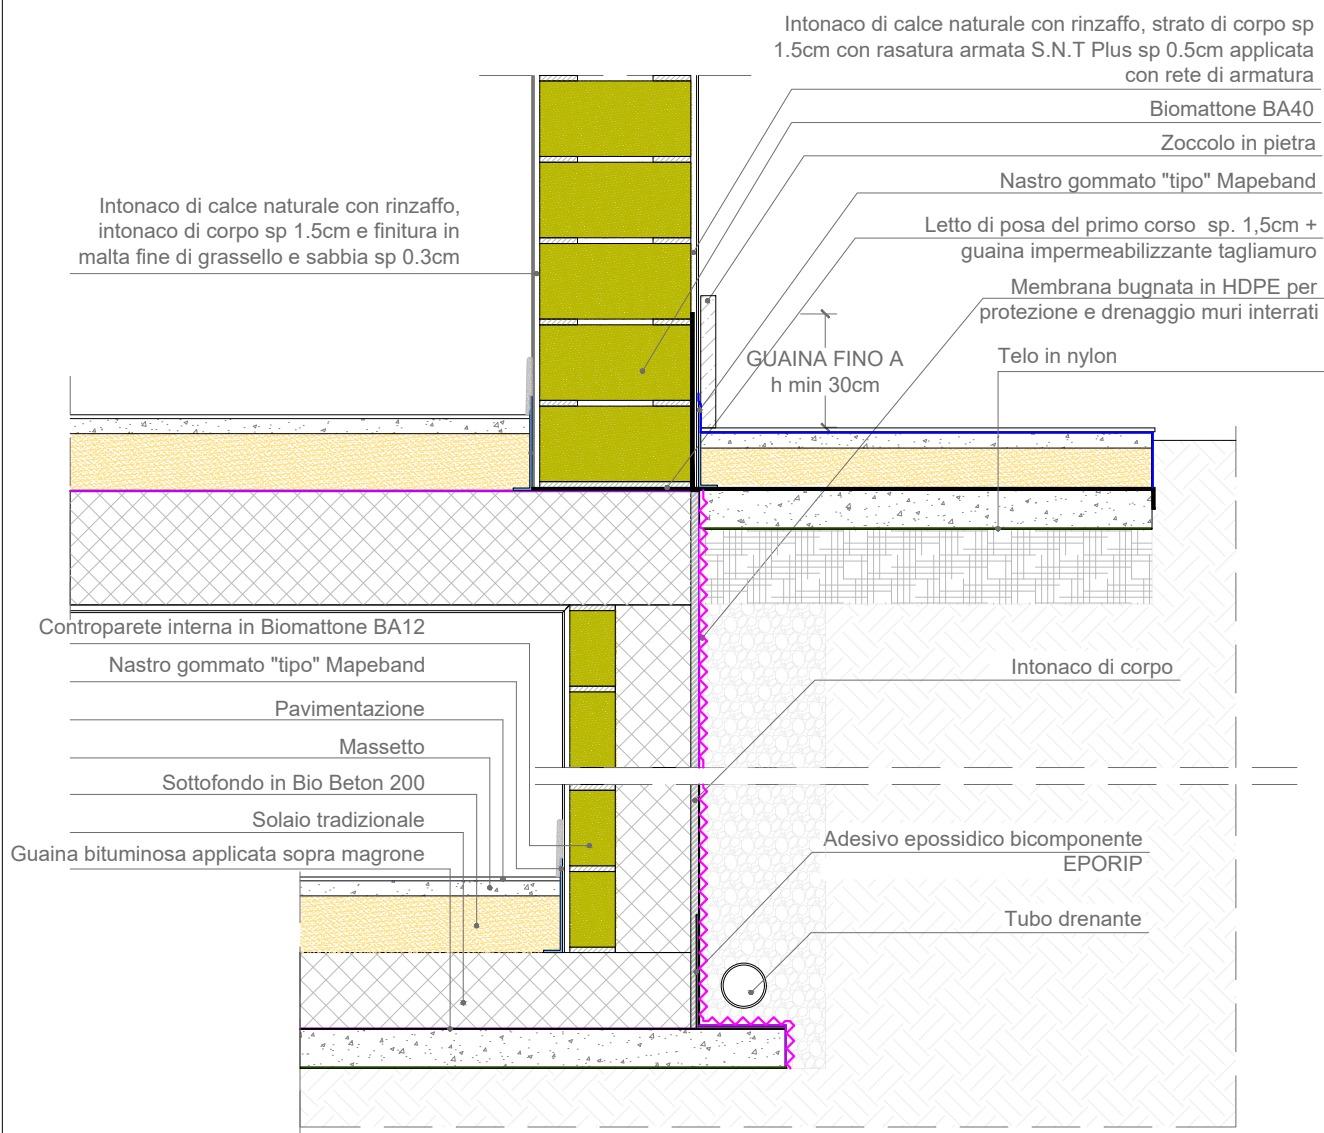 Intonaco di calce naturale con rinzaffo, strato di corpo sp
1.5cm con rasatura armata S.N.T Plus sp 0.5cm applicata
con rete di armatura
Biomattone BA40
Zoccolo in pietra
Nastro gommato "tipo" Mapeband
Intonaco di calce naturale con rinzaffo,
intonaco di corpo sp 1.5cm e finitura in
malta fine di grassello e sabbia sp 0.3cm
Letto di posa del primo corso sp. 1,5cm +
guaina impermeabilizzante tagliamuro
Membrana bugnata in HDPE per
protezione e drenaggio muri interrati
GUAINA FINO A
h min 30cm
Telo in nylon
Controparete interna in Biomattone BA12
Nastro gommato "tipo" Mapeband
Intonaco di corpo
Pavimentazione
Massetto
Sottofondo in Bio Beton 200
Solaio tradizionale
Guaina bituminosa applicata sopra magrone
Adesivo epossidico bicomponente
EPORIP
Tubo drenante